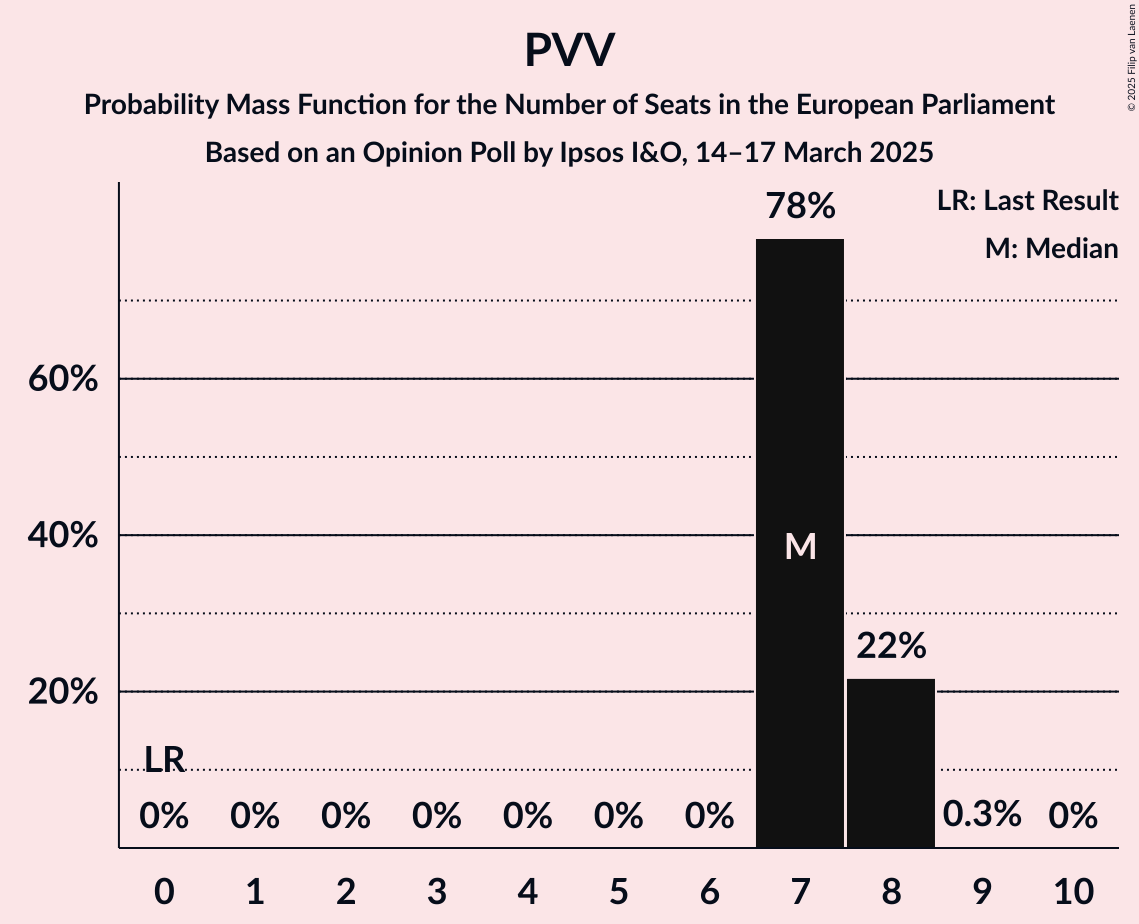 PVV
Probability Mass Function for the Number of Seats in the European Parliament
Based on an Opinion Poll by Ipsos I&O, 14–17 March 2025
© 2025 Filip van Laenen
LR: Last Result
M: Median
78%
60%
40%
M
22%
20%
LR
0% 0% 0% 0% 0% 0% 0% 0.3% 0%
0 1 2 3 4 5 6 7 8 9 10